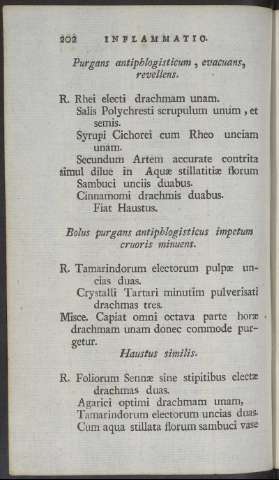 202 INFLAMMATIO.
Purgans antiphlogisticum, evacuans,
revellens.
R. Rhei electi drachmam unam.
Salis Polychresti scrupulum unum, et
semis.
Syrupi Cichorei cum Rheo unciam
unam.
Secundum Artem accurate contrita
simul dilue in Aquæ stillatitiæ florum
Sambuci unciis duabus.
Cinnamomi drachmis duabus.
Fiat Haustus.
Bolus purgans antiphlogisticus impetum
cruoris minuens.
R. Tamarindorum electorum pulpæ un-
cias duas.
Crystalli Tartari minutim pulverisati
drachmas tres.
Misce. Capiat omni octava parte horæ
drachmam unam donec commode pur-
getur.
Haustus similis.
R. Foliorum Sennæ sine stipitibus electæ
drachmas duas.
Agarici optimi drachmam unam,
Tamarindorum electorum uncias duas.
Cum aqua stillata florum sambuci vase